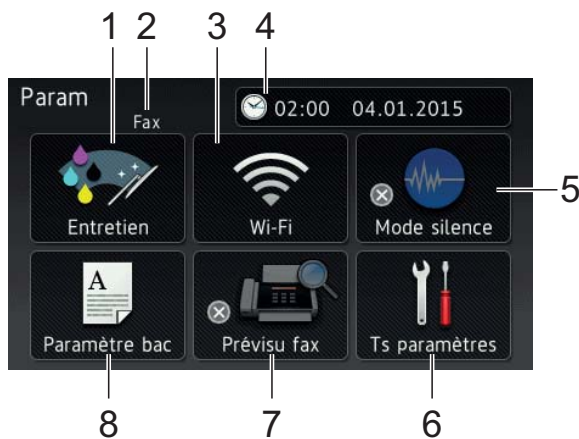 1 2 3 4
Param
Fax
02:00 04.01.2015
Entretien
Wi-Fi
Mode silence
5
A
Paramètre bac
Prévisu fax
Ts paramètres
8 7 6